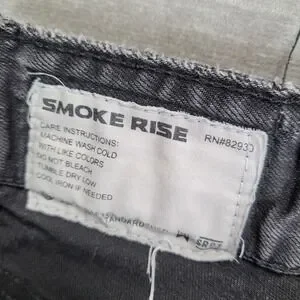 SMOKE RISE
RN#82930
CARE INSTRUCTIONS:
MACHINE WASH COLD
WITH LIKE COLORS
DO NOT BLEACH
TUMBLE DRY LOW
COOL IRON IF NEEDED